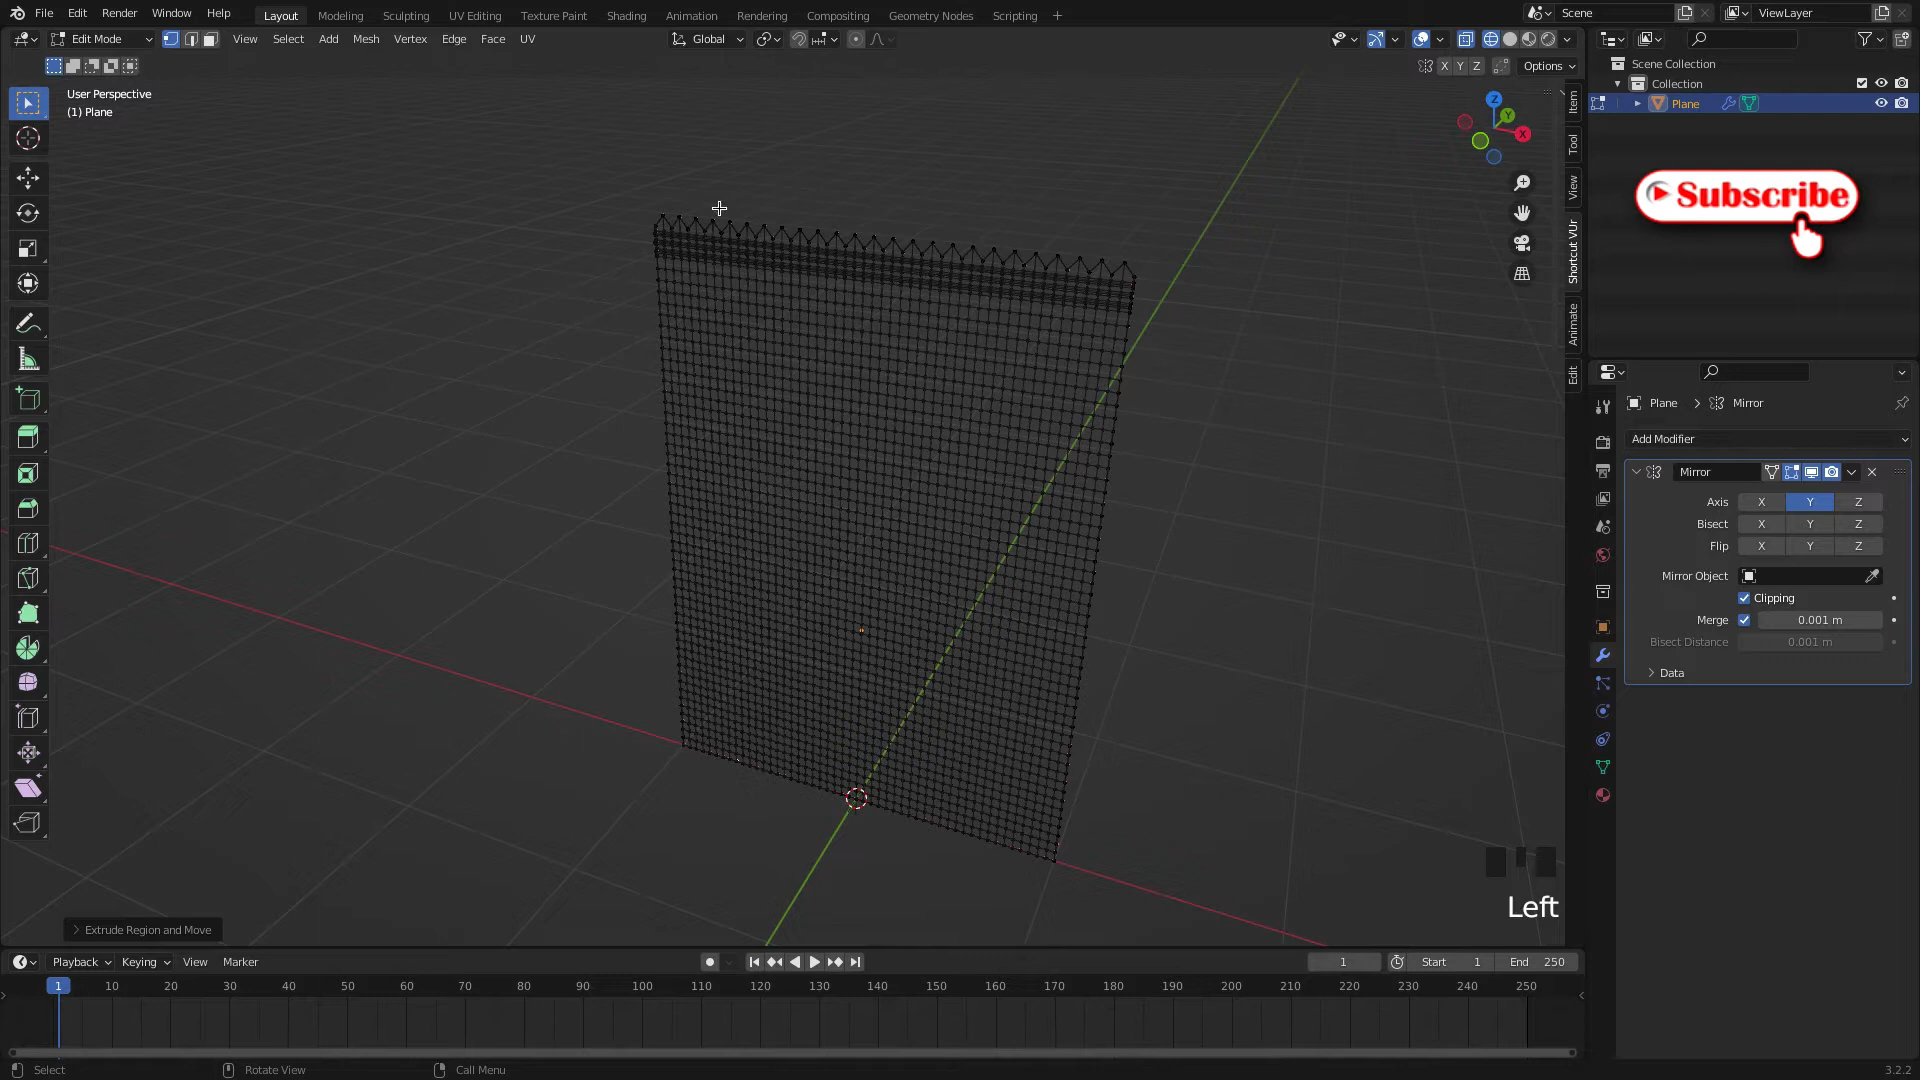 File Edit Render Window Help Layout Modeling Sculpting UV Editing Texture Paint Shading Animation Rendering Compositing Geometry Nodes Scripting + Scene ViewLayer
Edit Mode View Select Add Mesh Vertex Edge Face UV Global
X Y Z Options
User Perspective
(1) Plane
Z
Y
X
Item
Tool
View
Shortcut VUr
Animate
Edit
Scene Collection
Collection
Plane
Subscribe
Plane > Mirror
Add Modifier
Mirror
Axis X Y Z
Bisect X Y Z
Flip X Y Z
Mirror Object
Clipping
Merge 0.001 m
Bisect Distance 0.001 m
Data
Left
Extrude Region and Move
Playback Keying View Marker 1 Start 1 End 250
1 10 20 30 40 50 60 70 80 90 100 110 120 130 140 150 160 170 180 190 200 210 220 230 240 250
Select Rotate View Call Menu 3.2.2